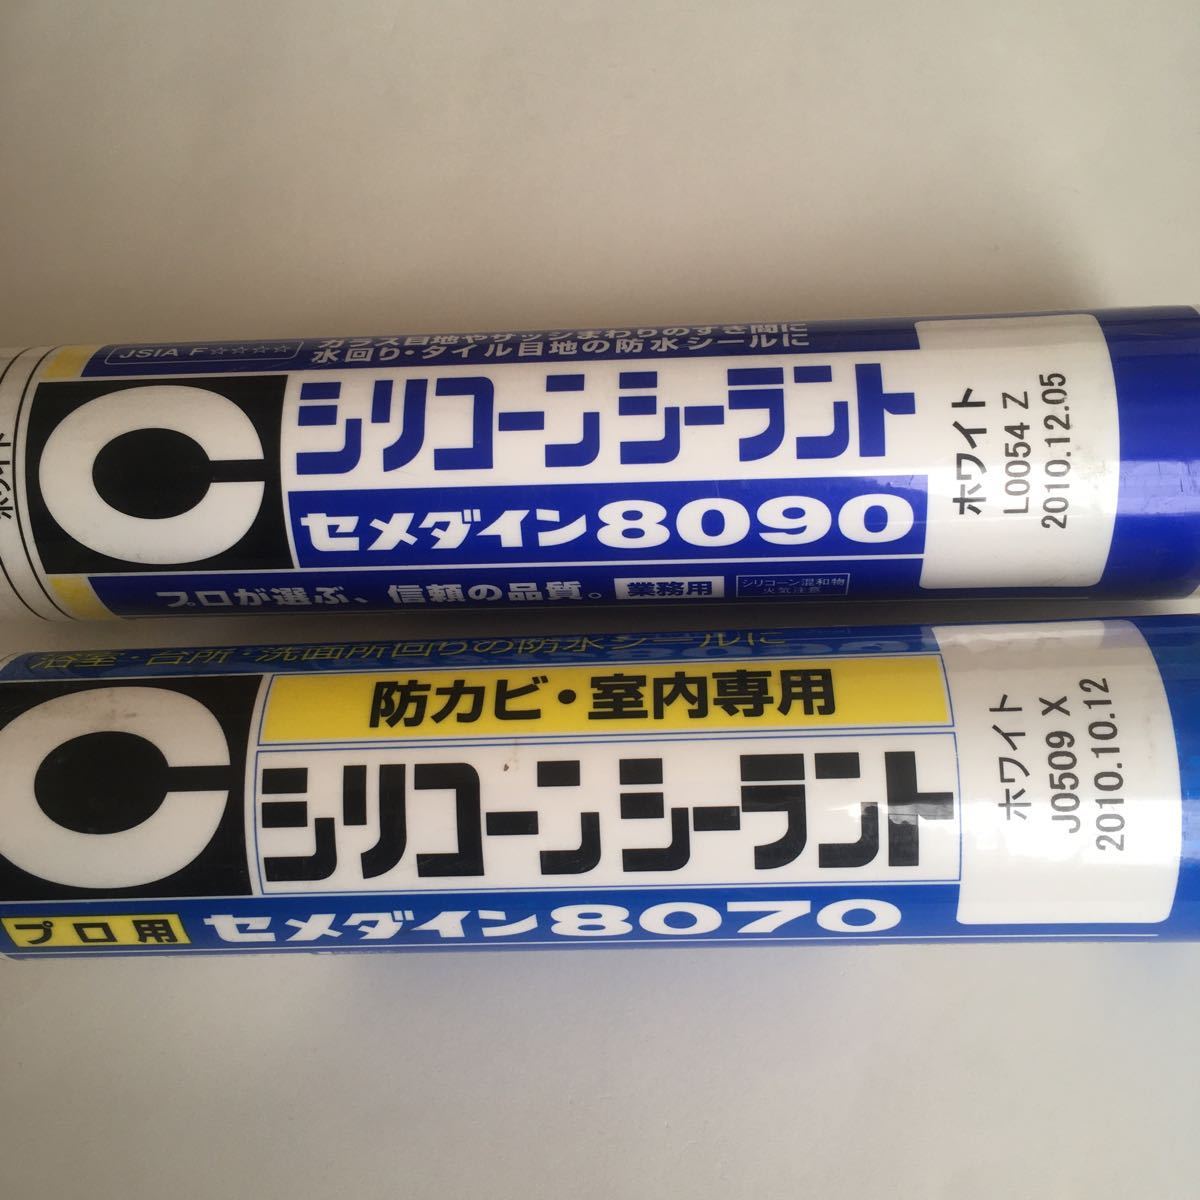 ホワイト
JSIA F☆☆☆☆
ガラス目地やサッシまわりのすき間に
水回り・タイル目地の防水シールに
シリコーンシーラント
セメダイン8090
プロが選ぶ、信頼の品質。 業務用
シリコーン混和物
火気注意
ホワイト
L0054 Z
2010.12.05
浴室・台所・洗面所回りの防水シールに
防カビ・室内専用
シリコーンシーラント
プロ用 セメダイン8070
ホワイト
J0509 X
2010.10.12